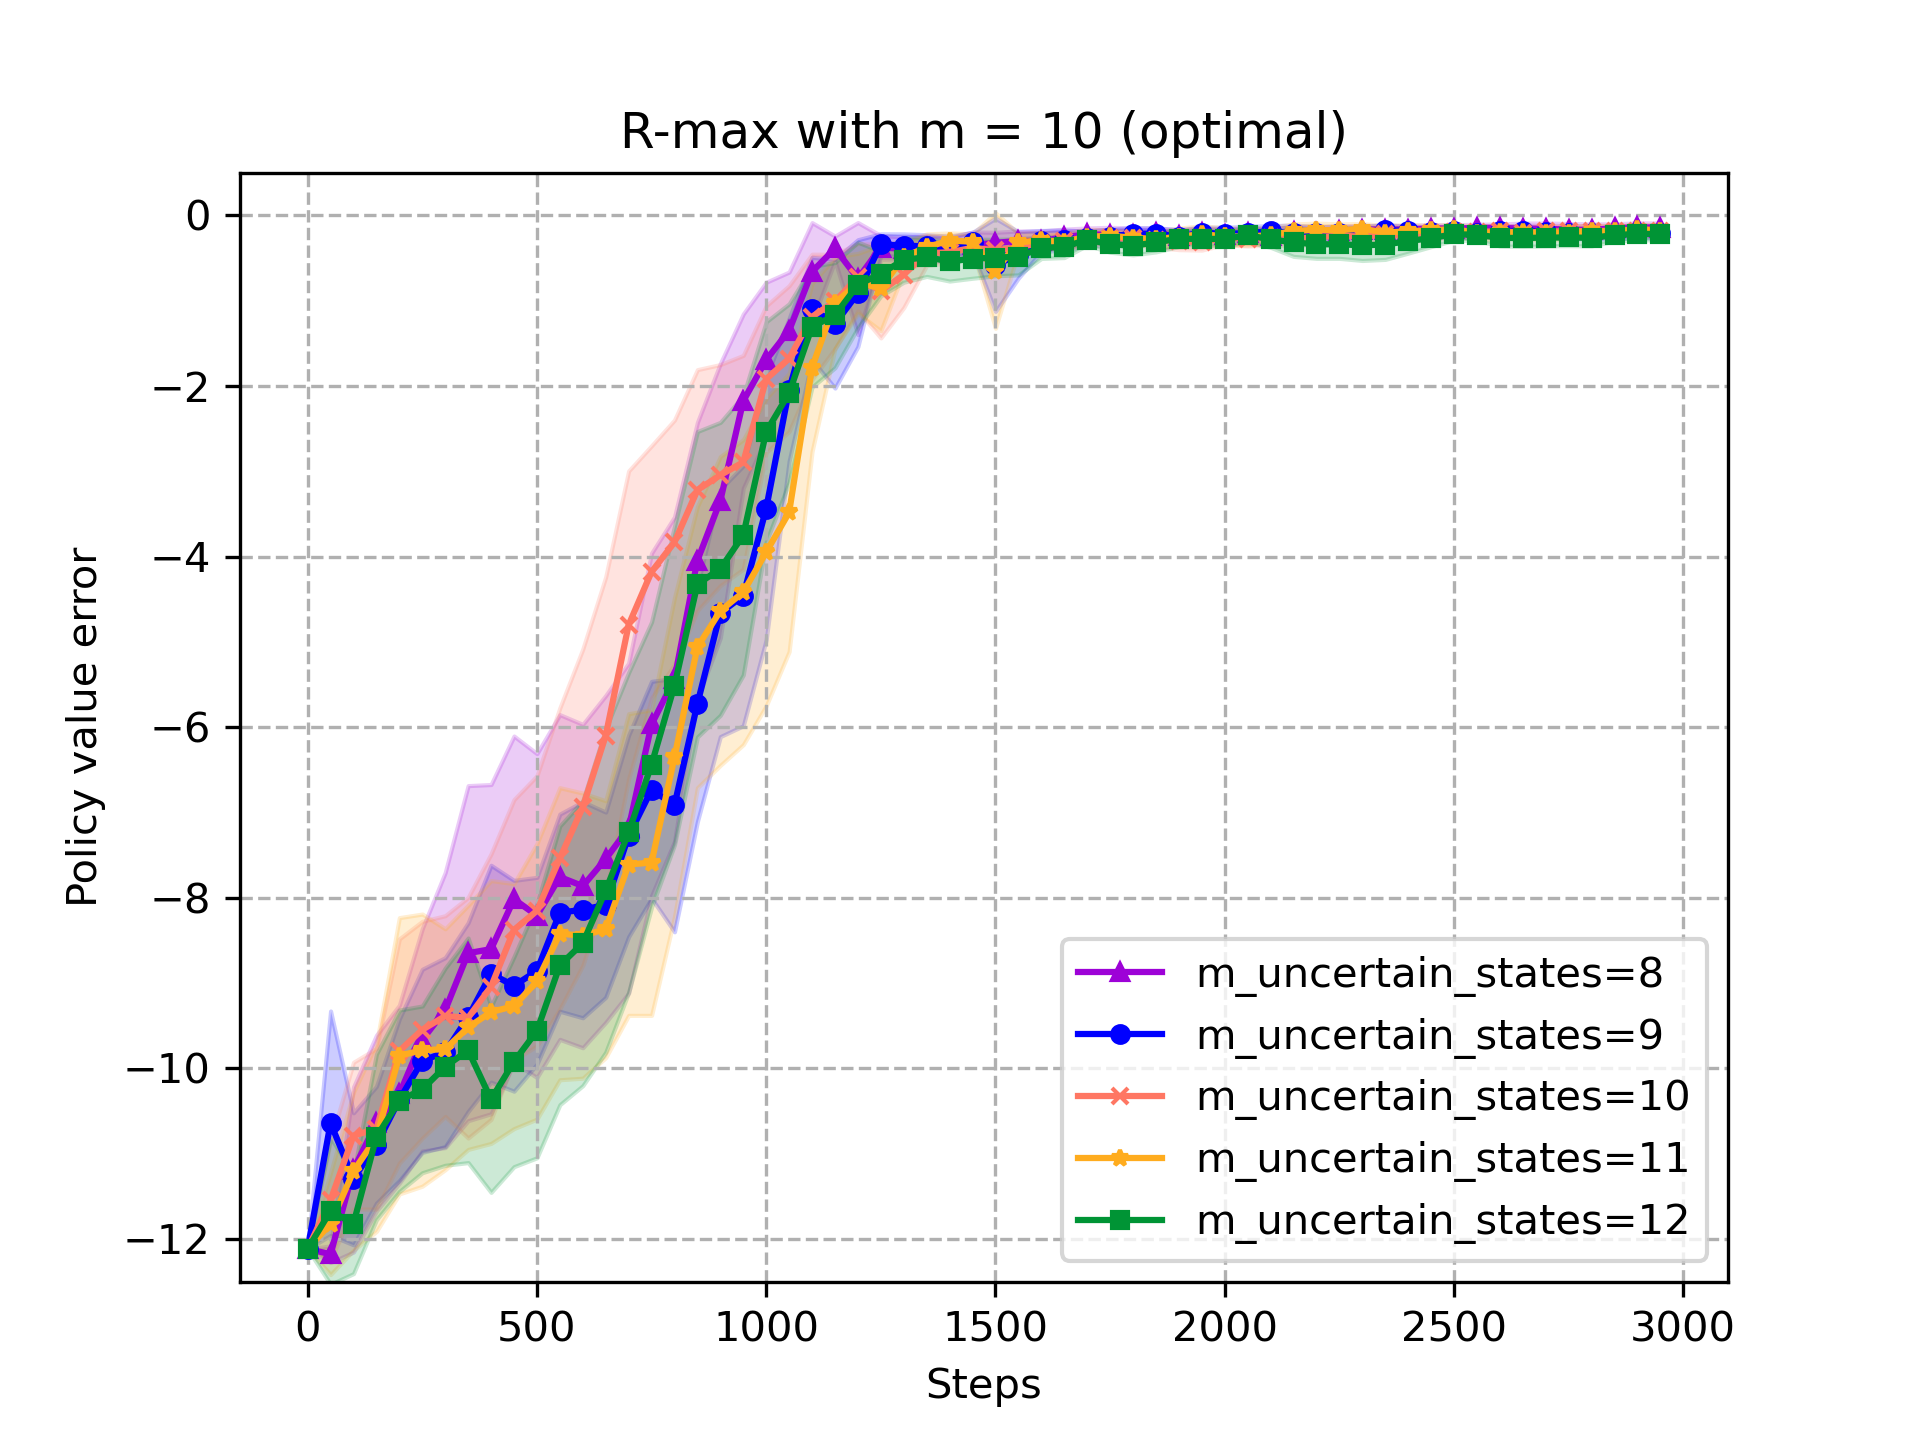 R-max with m = 10 (optimal)
Policy value error
0
−2
−4
−6
−8
−10
−12
0 500 1000 1500 2000 2500 3000
Steps
m_uncertain_states=8
m_uncertain_states=9
m_uncertain_states=10
m_uncertain_states=11
m_uncertain_states=12